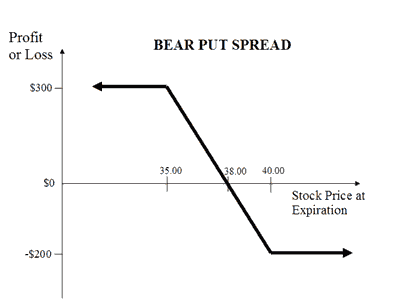 Profit
or Loss
BEAR PUT SPREAD
$300
35.00
38.00
40.00
$0
Stock Price at
Expiration
-$200